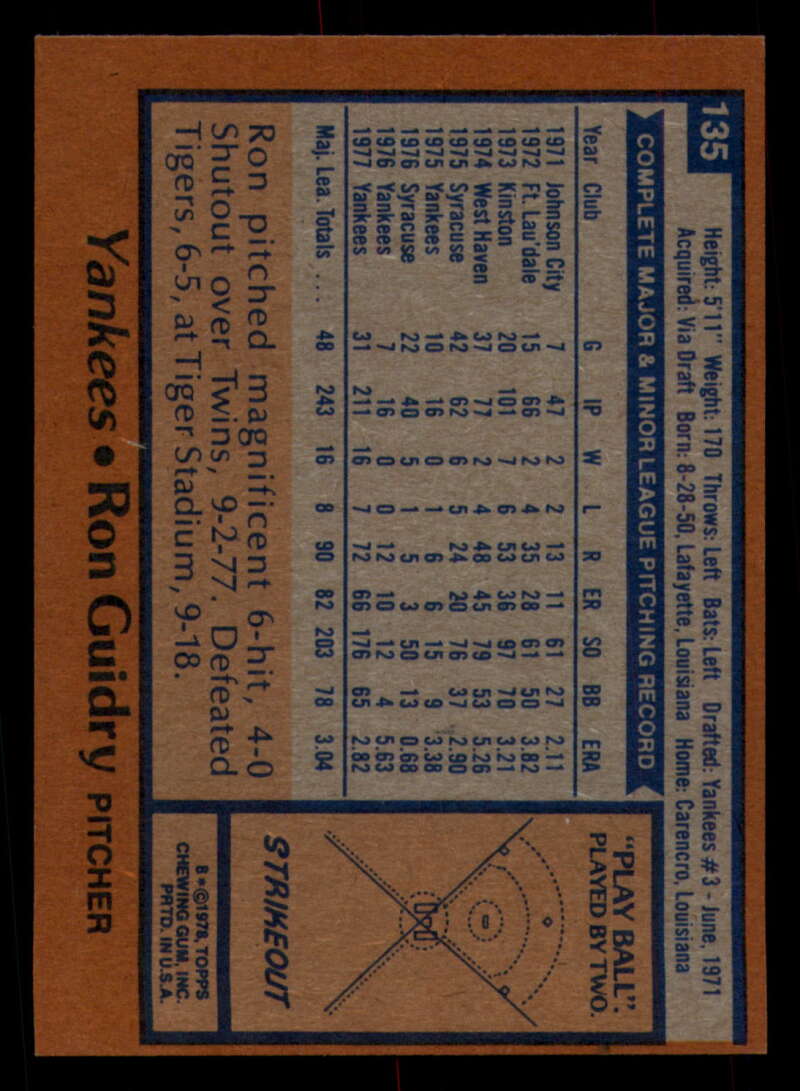 135
Height: 5'11" Weight: 170 Throws: Left Bats: Left Drafted: Yankees #3 - June, 1971
Acquired: Via Draft Born: 8-28-50, Lafayette, Louisiana Home: Carencro, Louisiana
COMPLETE MAJOR & MINOR LEAGUE PITCHING RECORD
Year Club G IP W L R ER SO BB ERA
1971 Johnson City 7 47 2 2 13 11 61 27 2.11
1972 Ft. Lau'dale 15 66 2 4 35 28 61 50 3.82
1973 Kinston 20 101 7 6 53 36 97 70 3.21
1974 West Haven 37 77 2 4 48 45 79 53 5.26
1975 Syracuse 42 62 6 5 24 20 76 37 2.90
1975 Yankees 10 16 0 1 6 6 15 9 3.38
1976 Syracuse 22 40 5 1 5 3 50 13 0.68
1976 Yankees 7 16 0 0 12 10 12 4 5.63
1977 Yankees 31 211 16 7 72 66 176 65 2.82
Maj. Lea. Totals ... 48 243 16 8 90 82 203 78 3.04
Ron pitched magnificent 6-hit, 4-0
Shutout over Twins, 9-2-77. Defeated
Tigers, 6-5, at Tiger Stadium, 9-18.
"PLAY BALL".
PLAYED BY TWO.
STRIKEOUT
B*©1978, TOPPS
CHEWING GUM, INC.
PRTD. IN U.S.A.
Yankees • Ron Guidry PITCHER